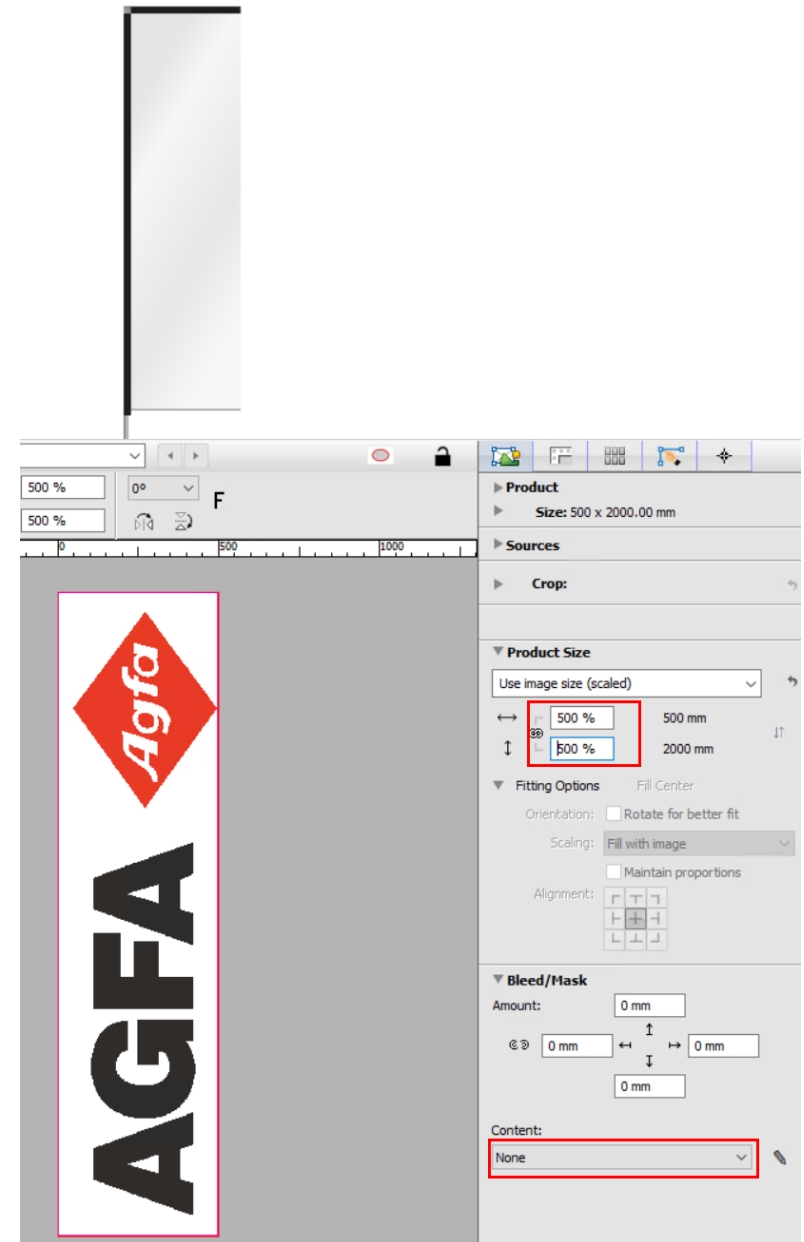 500 %
0°
500 %
F
0
500
1000
Product
Size: 500 x 2000.00 mm
Sources
Crop:
Product Size
Use image size (scaled)
500 %
500 mm
500 %
2000 mm
Fitting Options
Fill Center
Orientation:
Rotate for better fit
Scaling:
Fill with image
Maintain proportions
Alignment:
Bleed/Mask
Amount:
0 mm
0 mm
0 mm
0 mm
Content:
None
Agfa
AGFA